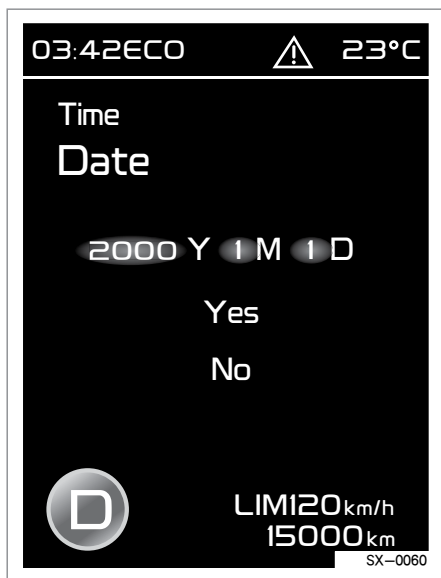 03:42ECO 23°C
Time
Date
2000 Y 1 M 1 D
Yes
No
D
LIM120km/h
15000km
SX-0060